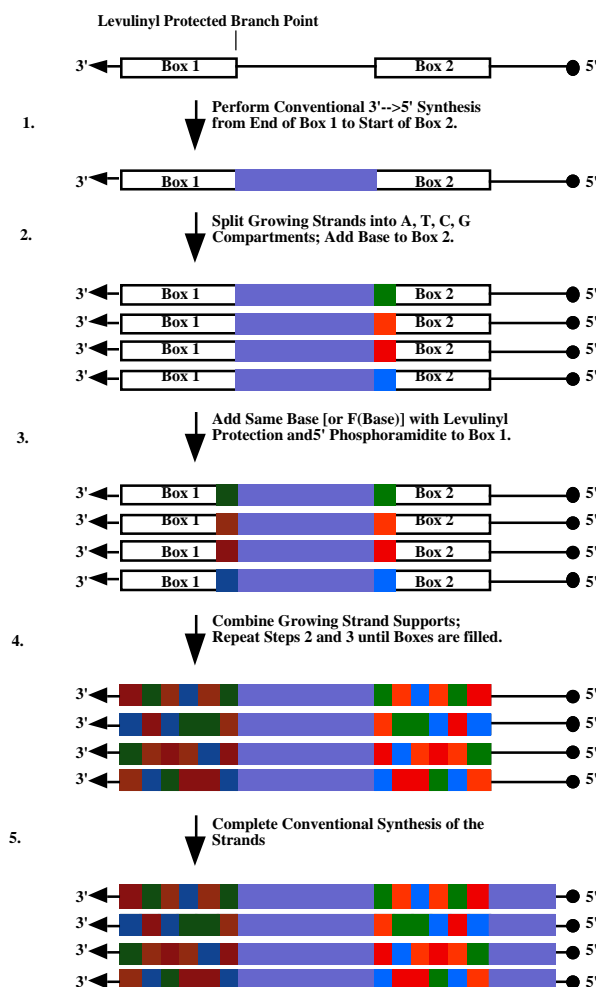 Levulinyl Protected Branch Point
3' Box 1 Box 2 5'
1.
Perform Conventional 3'-->5' Synthesis
from End of Box 1 to Start of Box 2.
3' Box 1 Box 2 5'
2.
Split Growing Strands into A, T, C, G
Compartments; Add Base to Box 2.
3' Box 1 Box 2 5'
3' Box 1 Box 2 5'
3' Box 1 Box 2 5'
3' Box 1 Box 2 5'
3.
Add Same Base [or F(Base)] with Levulinyl
Protection and5' Phosphoramidite to Box 1.
3' Box 1 Box 2 5'
3' Box 1 Box 2 5'
3' Box 1 Box 2 5'
3' Box 1 Box 2 5'
4.
Combine Growing Strand Supports;
Repeat Steps 2 and 3 until Boxes are filled.
3' 5'
3' 5'
3' 5'
3' 5'
5.
Complete Conventional Synthesis of the
Strands
3' 5'
3' 5'
3' 5'
3' 5'